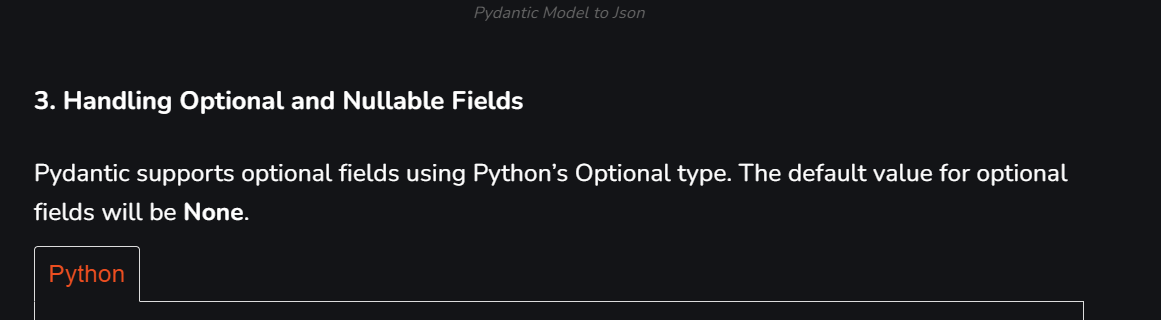 Pydantic Model to Json
3. Handling Optional and Nullable Fields
Pydantic supports optional fields using Python’s Optional type. The default value for optional
fields will be None.
Python